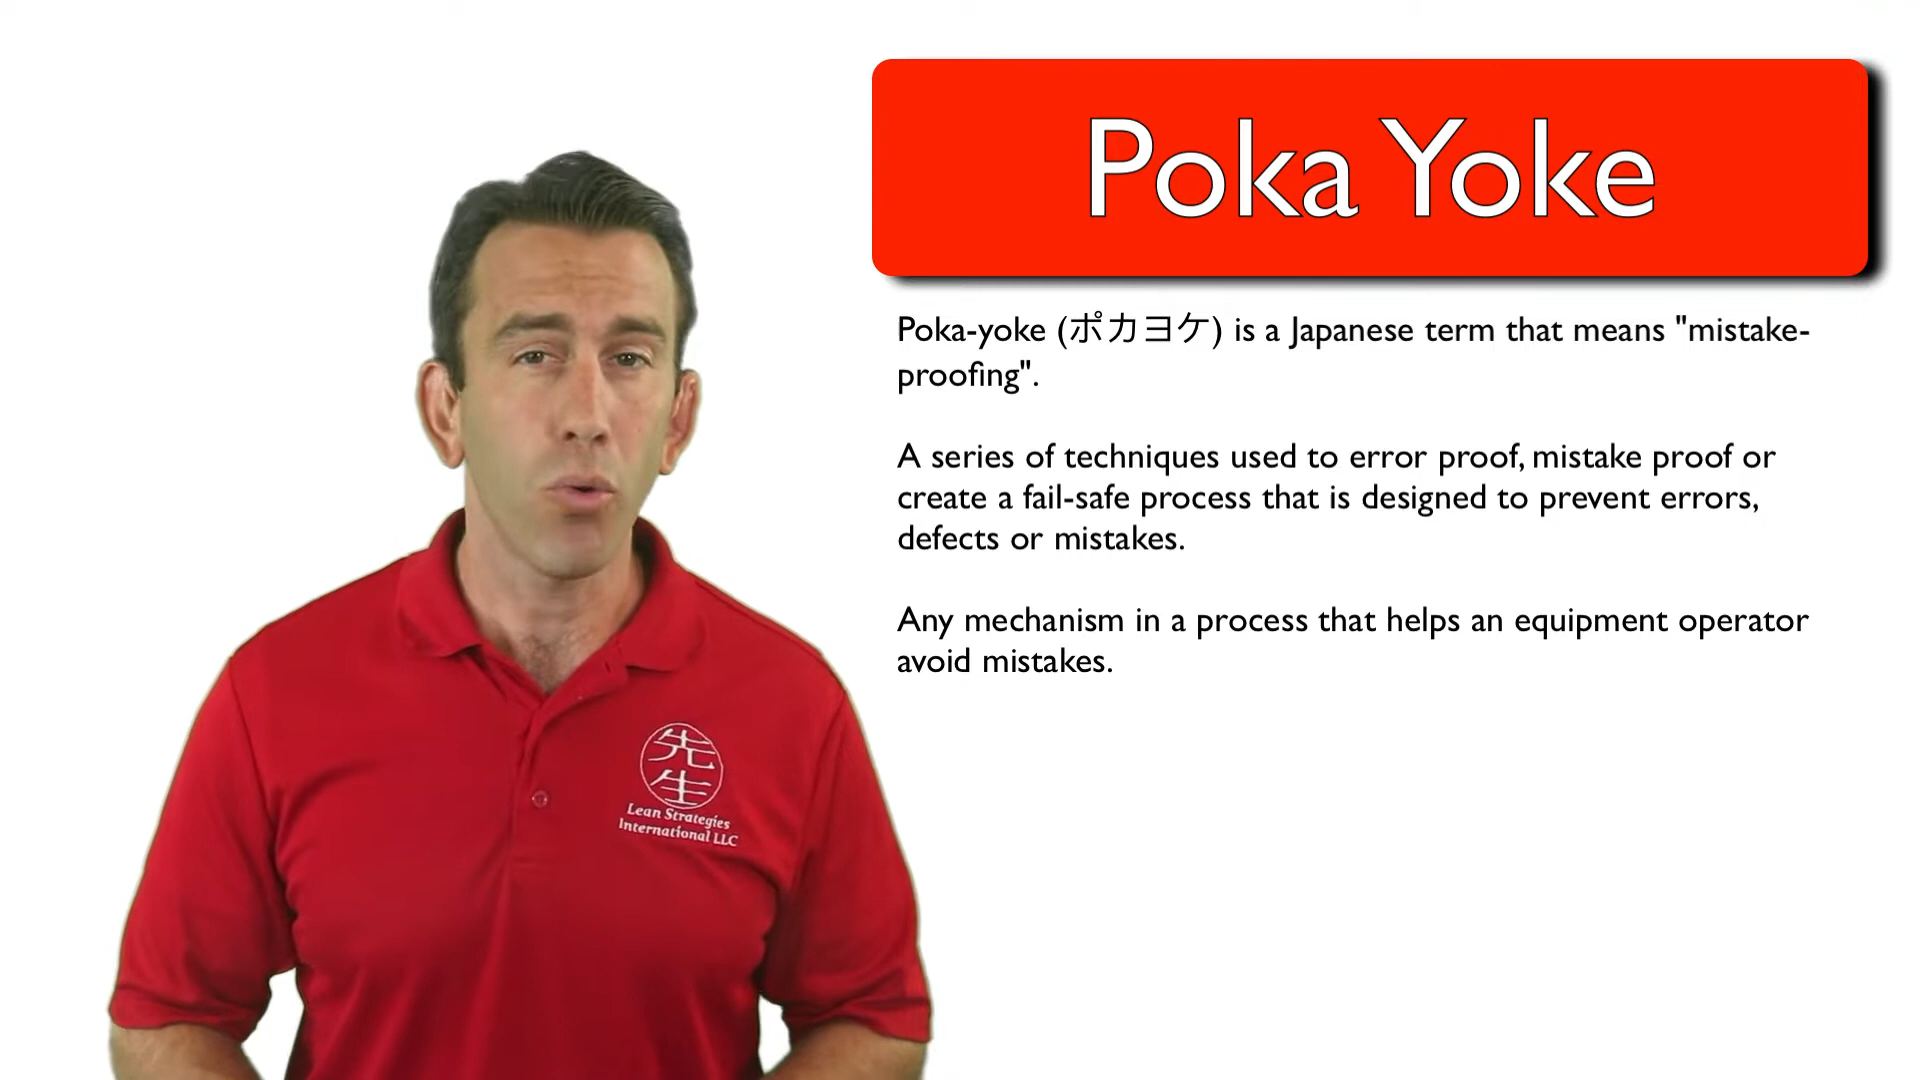 Poka Yoke
Poka-yoke (ポカヨケ) is a Japanese term that means "mistake-
proofing".
A series of techniques used to error proof, mistake proof or
create a fail-safe process that is designed to prevent errors,
defects or mistakes.
Any mechanism in a process that helps an equipment operator
avoid mistakes.
先
生
Lean Strategies
International LLC